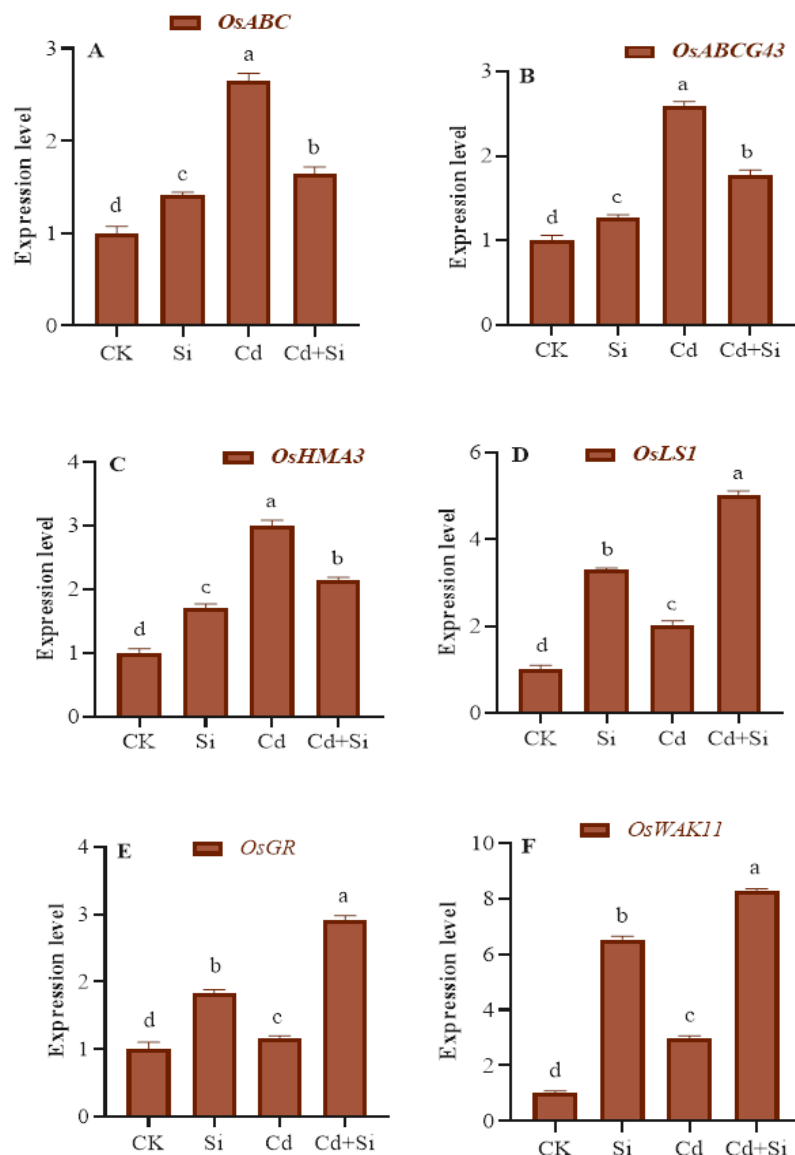 A
OsABC
Expression level
3
a
2
b
c
d
1
0
CK Si Cd Cd+Si
B
OsABCG43
Expression level
3
a
2
b
c
d
1
0
CK Si Cd Cd+Si
C
OsHMA3
Expression level
4
a
3
b
2
c
d
1
0
CK Si Cd Cd+Si
D
OsLS1
Expression level
6
a
4
b
c
2
d
0
CK Si Cd Cd+Si
E
OsGR
Expression level
4
a
3
b
2
d
c
1
0
CK Si Cd Cd+Si
F
OsWAK11
Expression level
10
a
8
b
6
4
c
2
d
0
CK Si Cd Cd+Si